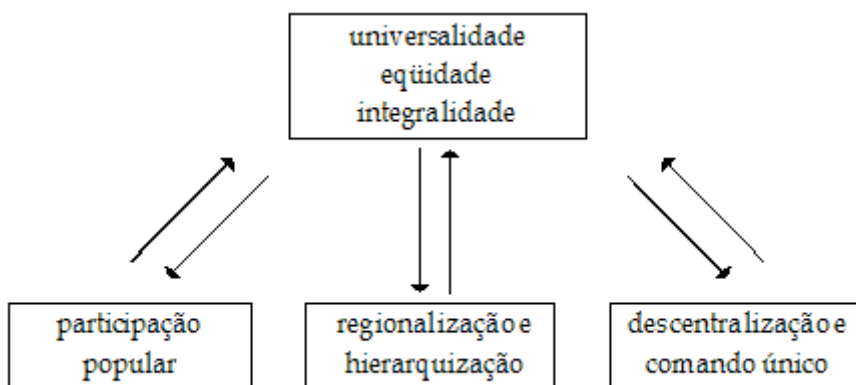 universalidade
eqüidade
integralidade
participação
popular
regionalização e
hierarquização
descentralização e
comando único